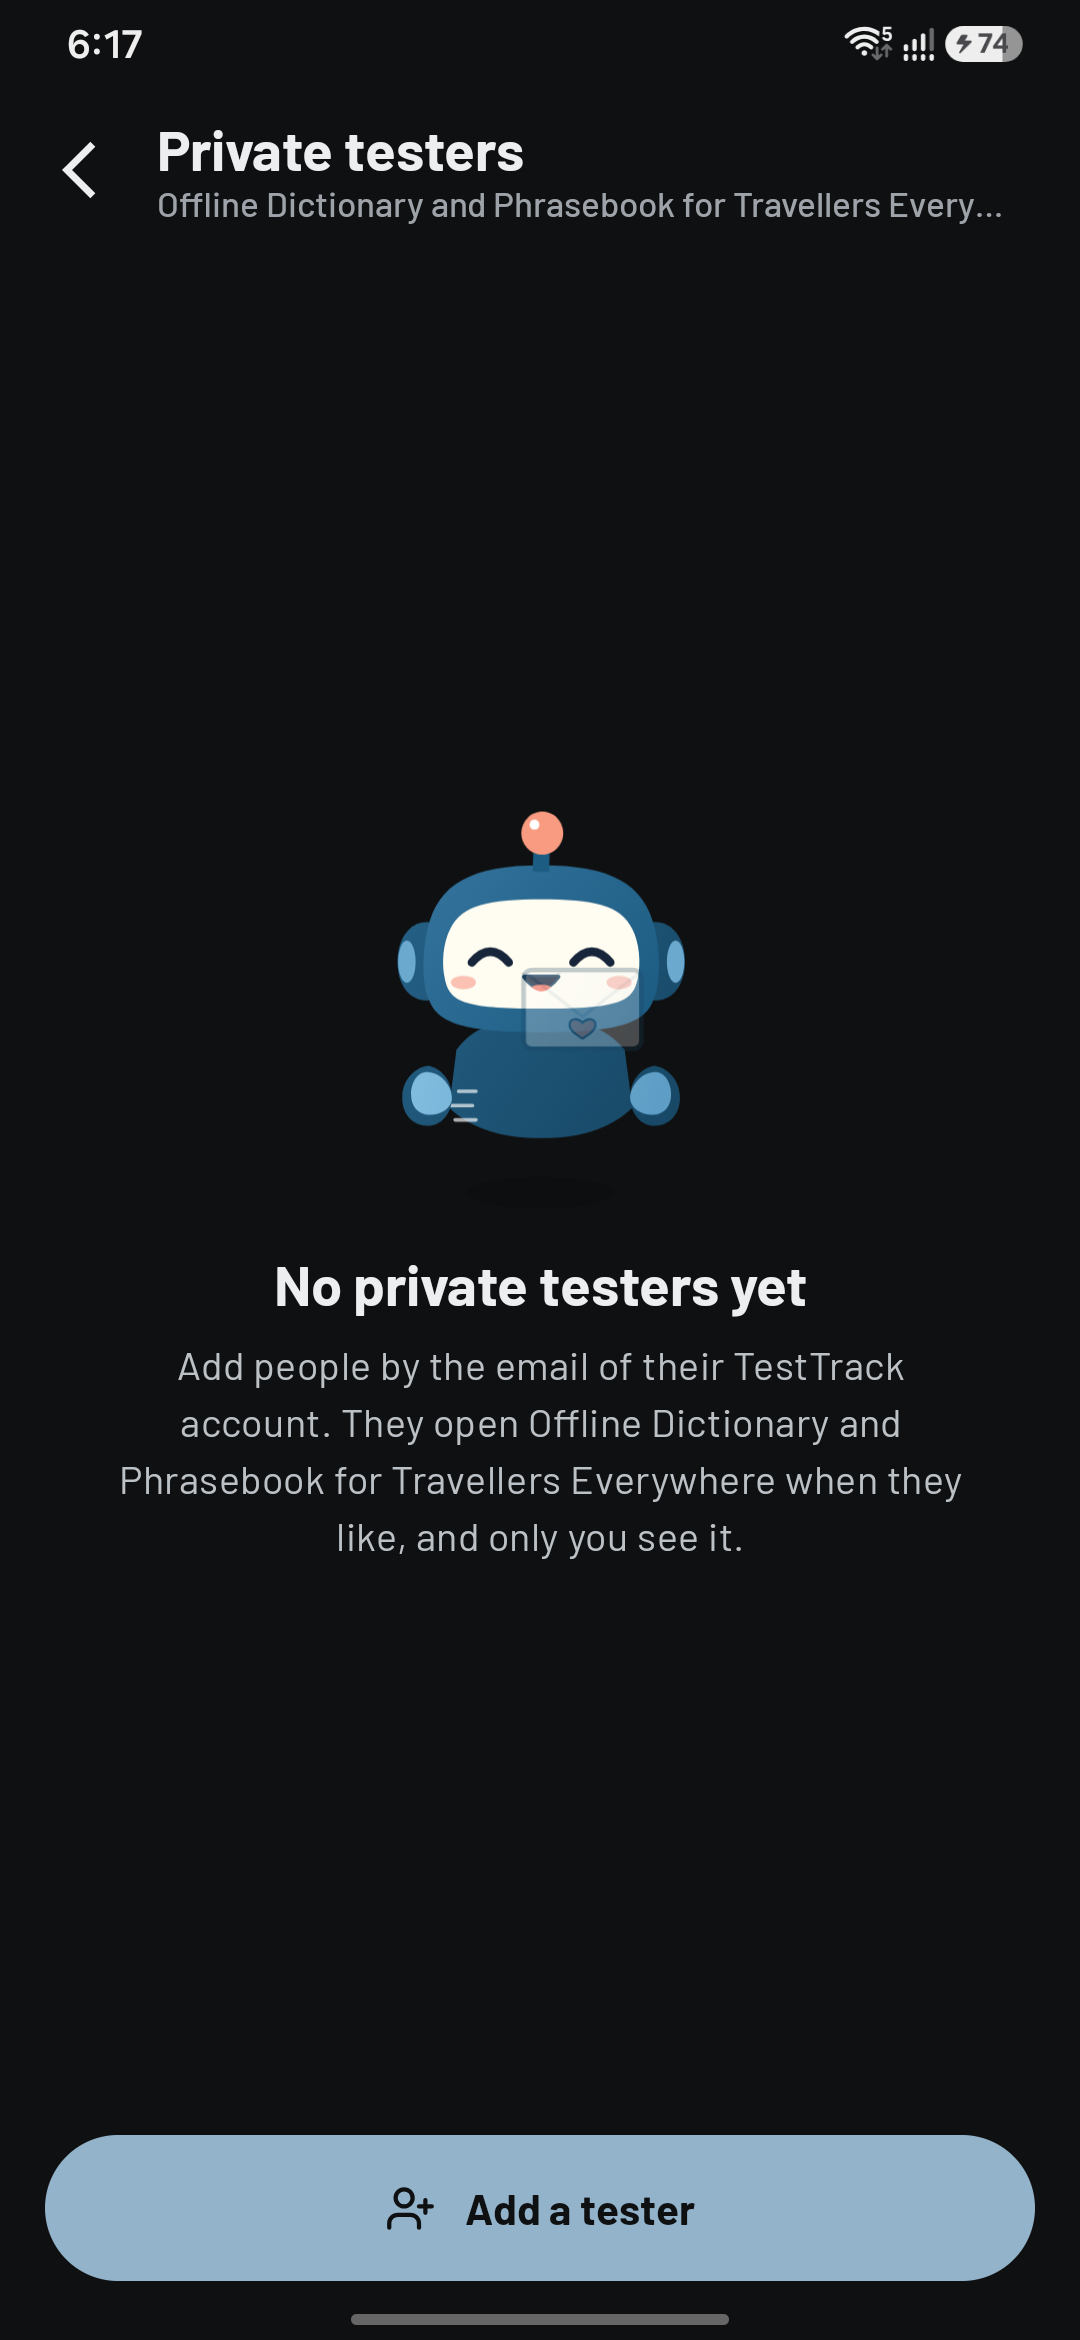 6:17
5
74
Private testers
Offline Dictionary and Phrasebook for Travellers Every...
No private testers yet
Add people by the email of their TestTrack
account. They open Offline Dictionary and
Phrasebook for Travellers Everywhere when they
like, and only you see it.
Add a tester